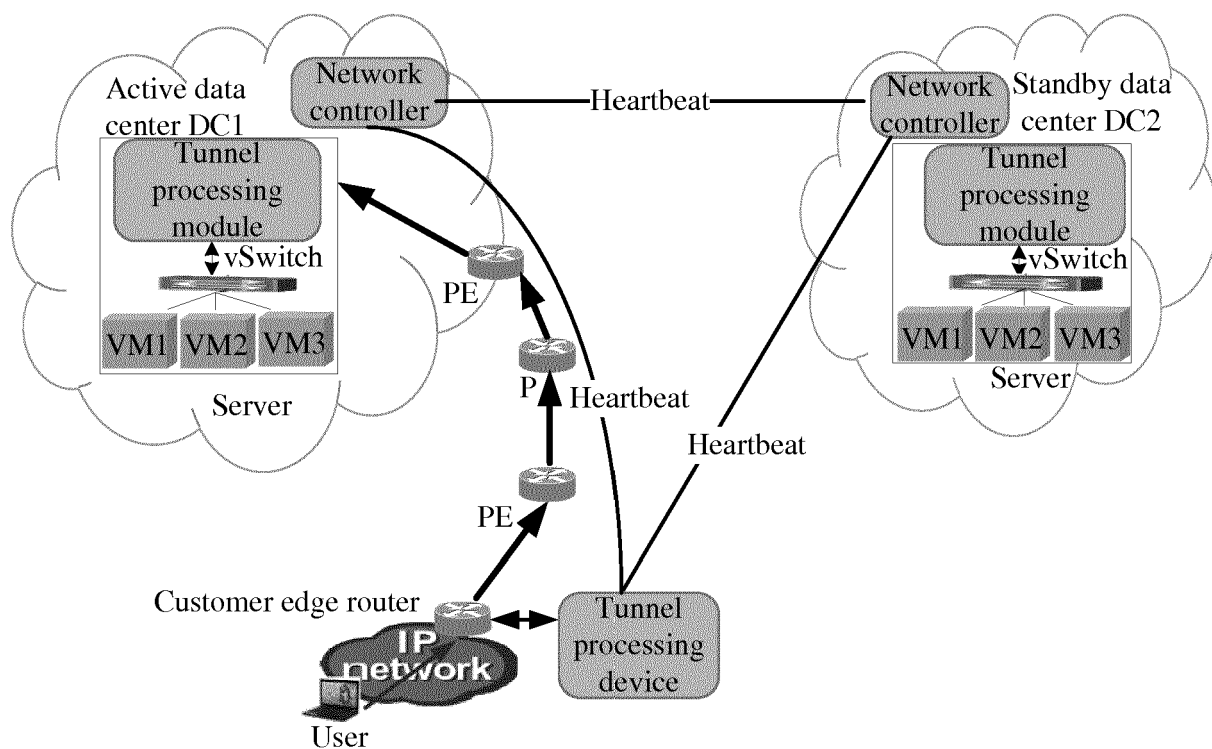 Active data
center DC1
Network
controller
Heartbeat
Network
controller
Standby data
center DC2
Tunnel
processing
module
vSwitch
VM1
VM2
VM3
Server
Tunnel
processing
module
vSwitch
VM1
VM2
VM3
Server
PE
P
Heartbeat
Heartbeat
PE
Customer edge router
Tunnel
processing
device
IP
network
User